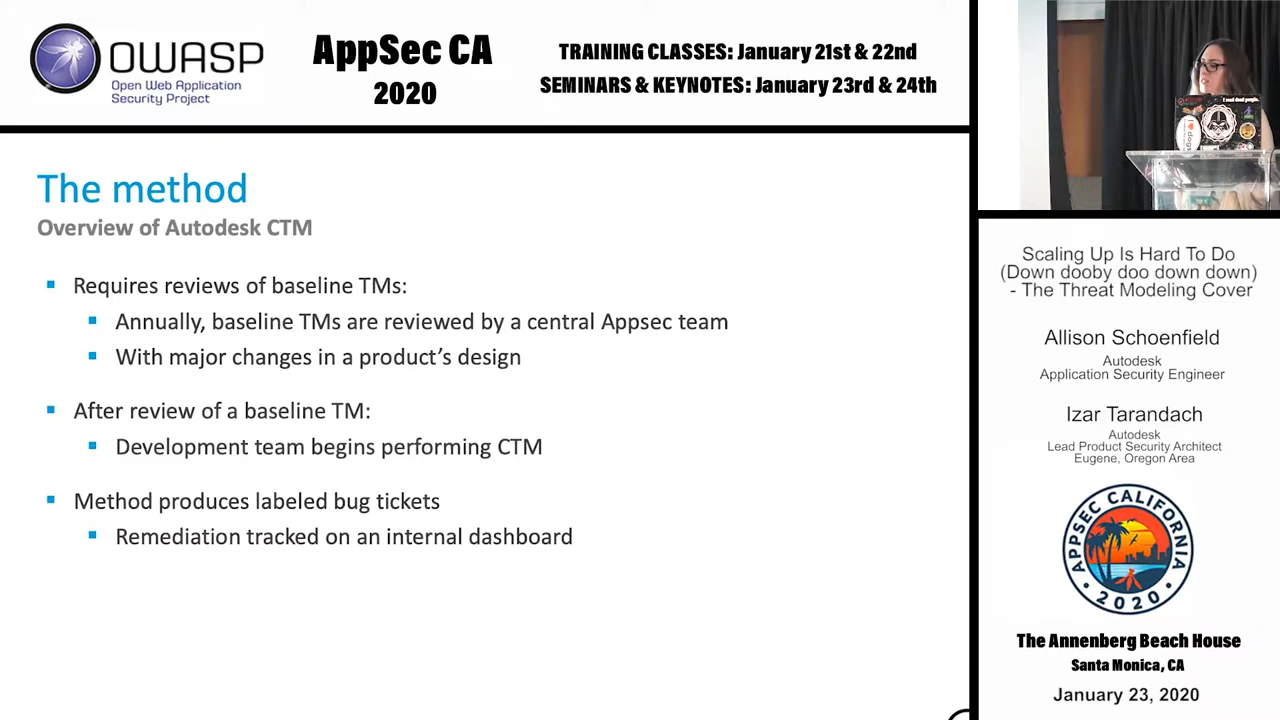 OWASP
Open Web Application
Security Project
AppSec CA
2020
TRAINING CLASSES: January 21st & 22nd
SEMINARS & KEYNOTES: January 23rd & 24th
The method
Overview of Autodesk CTM
Requires reviews of baseline TMs:
Annually, baseline TMs are reviewed by a central Appsec team
With major changes in a product's design
After review of a baseline TM:
Development team begins performing CTM
Method produces labeled bug tickets
Remediation tracked on an internal dashboard
I read dead people.
I dogs
Scaling Up Is Hard To Do
(Down dooby doo down down)
- The Threat Modeling Cover
Allison Schoenfield
Autodesk
Application Security Engineer
Izar Tarandach
Autodesk
Lead Product Security Architect
Eugene, Oregon Area
APPSEC CALIFORNIA
• 2020 •
The Annenberg Beach House
Santa Monica, CA
January 23, 2020